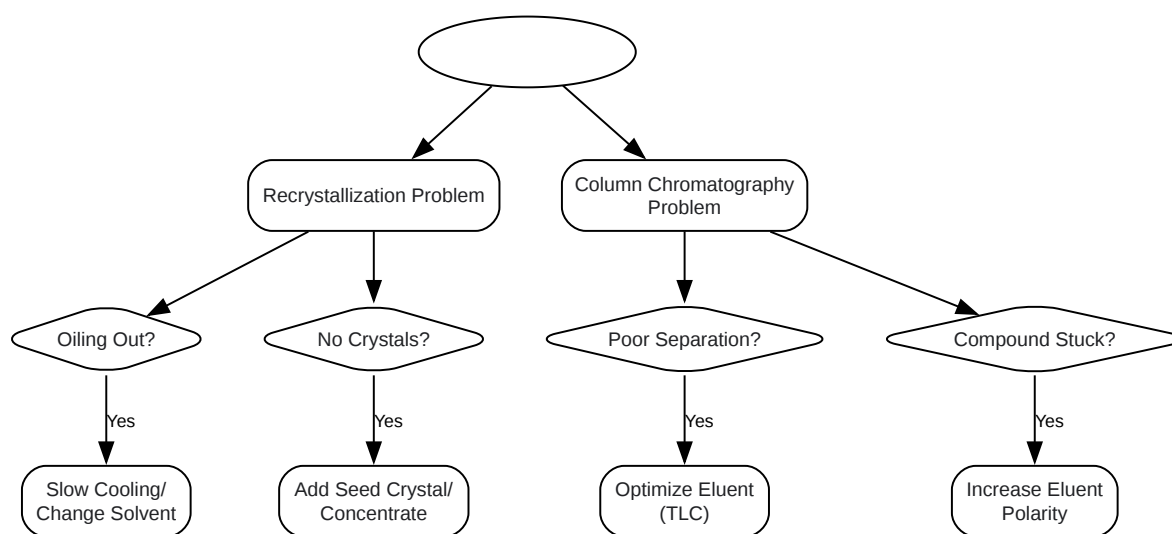 Recrystallization Problem
Column Chromatography
Problem
Oiling Out?
No Crystals?
Poor Separation?
Compound Stuck?
Yes
Yes
Yes
Yes
Slow Cooling/
Change Solvent
Add Seed Crystal/
Concentrate
Optimize Eluent
(TLC)
Increase Eluent
Polarity